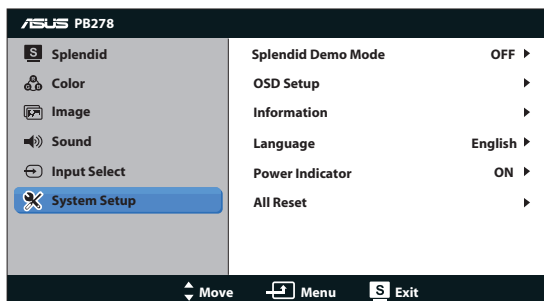 ASUS PB278
S Splendid
Color
Image
Sound
Input Select
System Setup
Splendid Demo Mode OFF
OSD Setup
Information
Language English
Power Indicator ON
All Reset
Move Menu S Exit